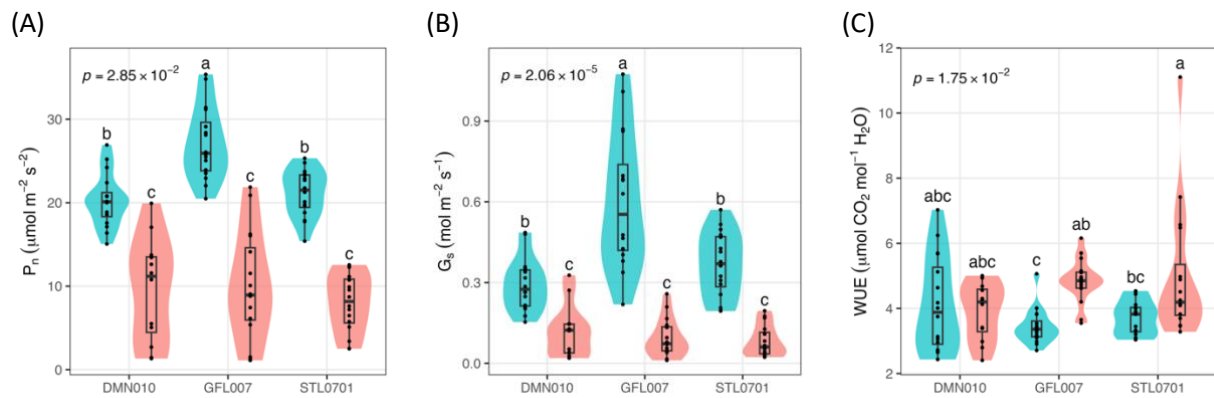 (A)
p = 2.85 × 10⁻²
a
b
b
c
c
c
30
20
10
0
Pₙ (μmol m⁻² s⁻²)
DMN010 GFL007 STL0701
(B)
p = 2.06 × 10⁻⁵
a
b
b
c
c
c
0.9
0.6
0.3
0.0
Gₛ (mol m⁻² s⁻¹)
DMN010 GFL007 STL0701
(C)
p = 1.75 × 10⁻²
a
abc
abc
c
ab
bc
12
10
8
6
4
2
WUE (μmol CO₂ mol⁻¹ H₂O)
DMN010 GFL007 STL0701